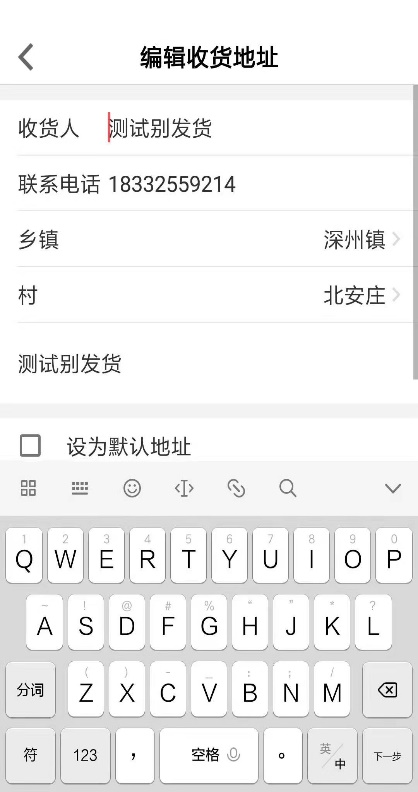 编辑收货地址
收货人 测试别发货
联系电话 18332559214
乡镇 深州镇
村 北安庄
测试别发货
设为默认地址
1 2 3 4 5 6 7 8 9 0
Q W E R T Y U I O P
~ ! @ # % " " * ?
A S D F G H J K L
( ) - _ : ; /
分词 Z X C V B N M
符 123 , 空格 。 英/中 下一步